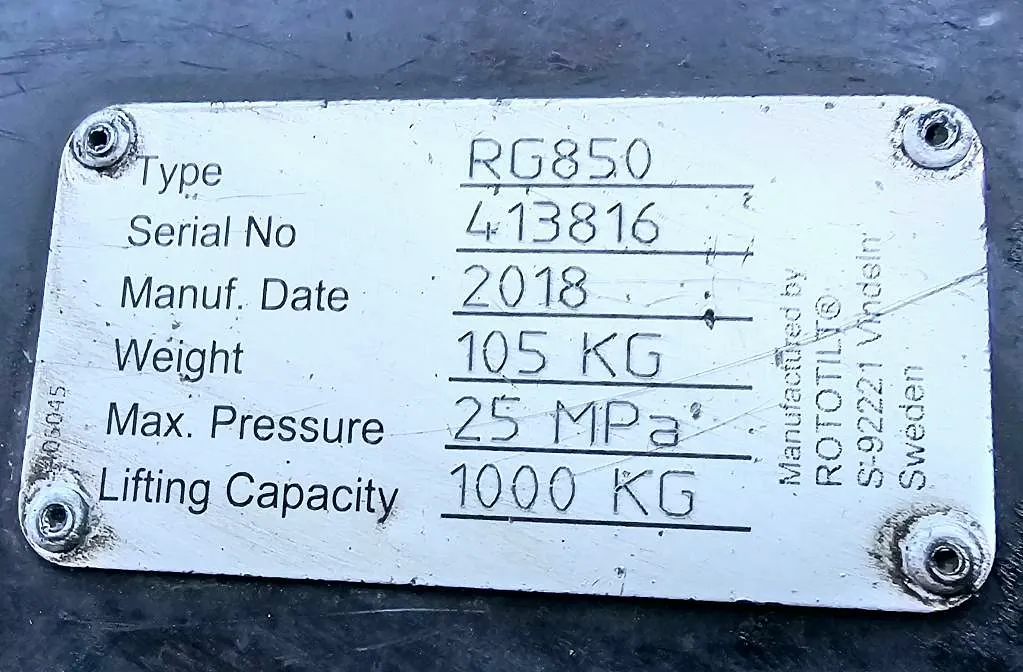 Type RG850
Serial No 413816
Manuf. Date 2018
Weight 105 KG
Max. Pressure 25 MPa
Lifting Capacity 1000 KG
Manufactured by
ROTOTILT®
S-92221 Vindeln
Sweden